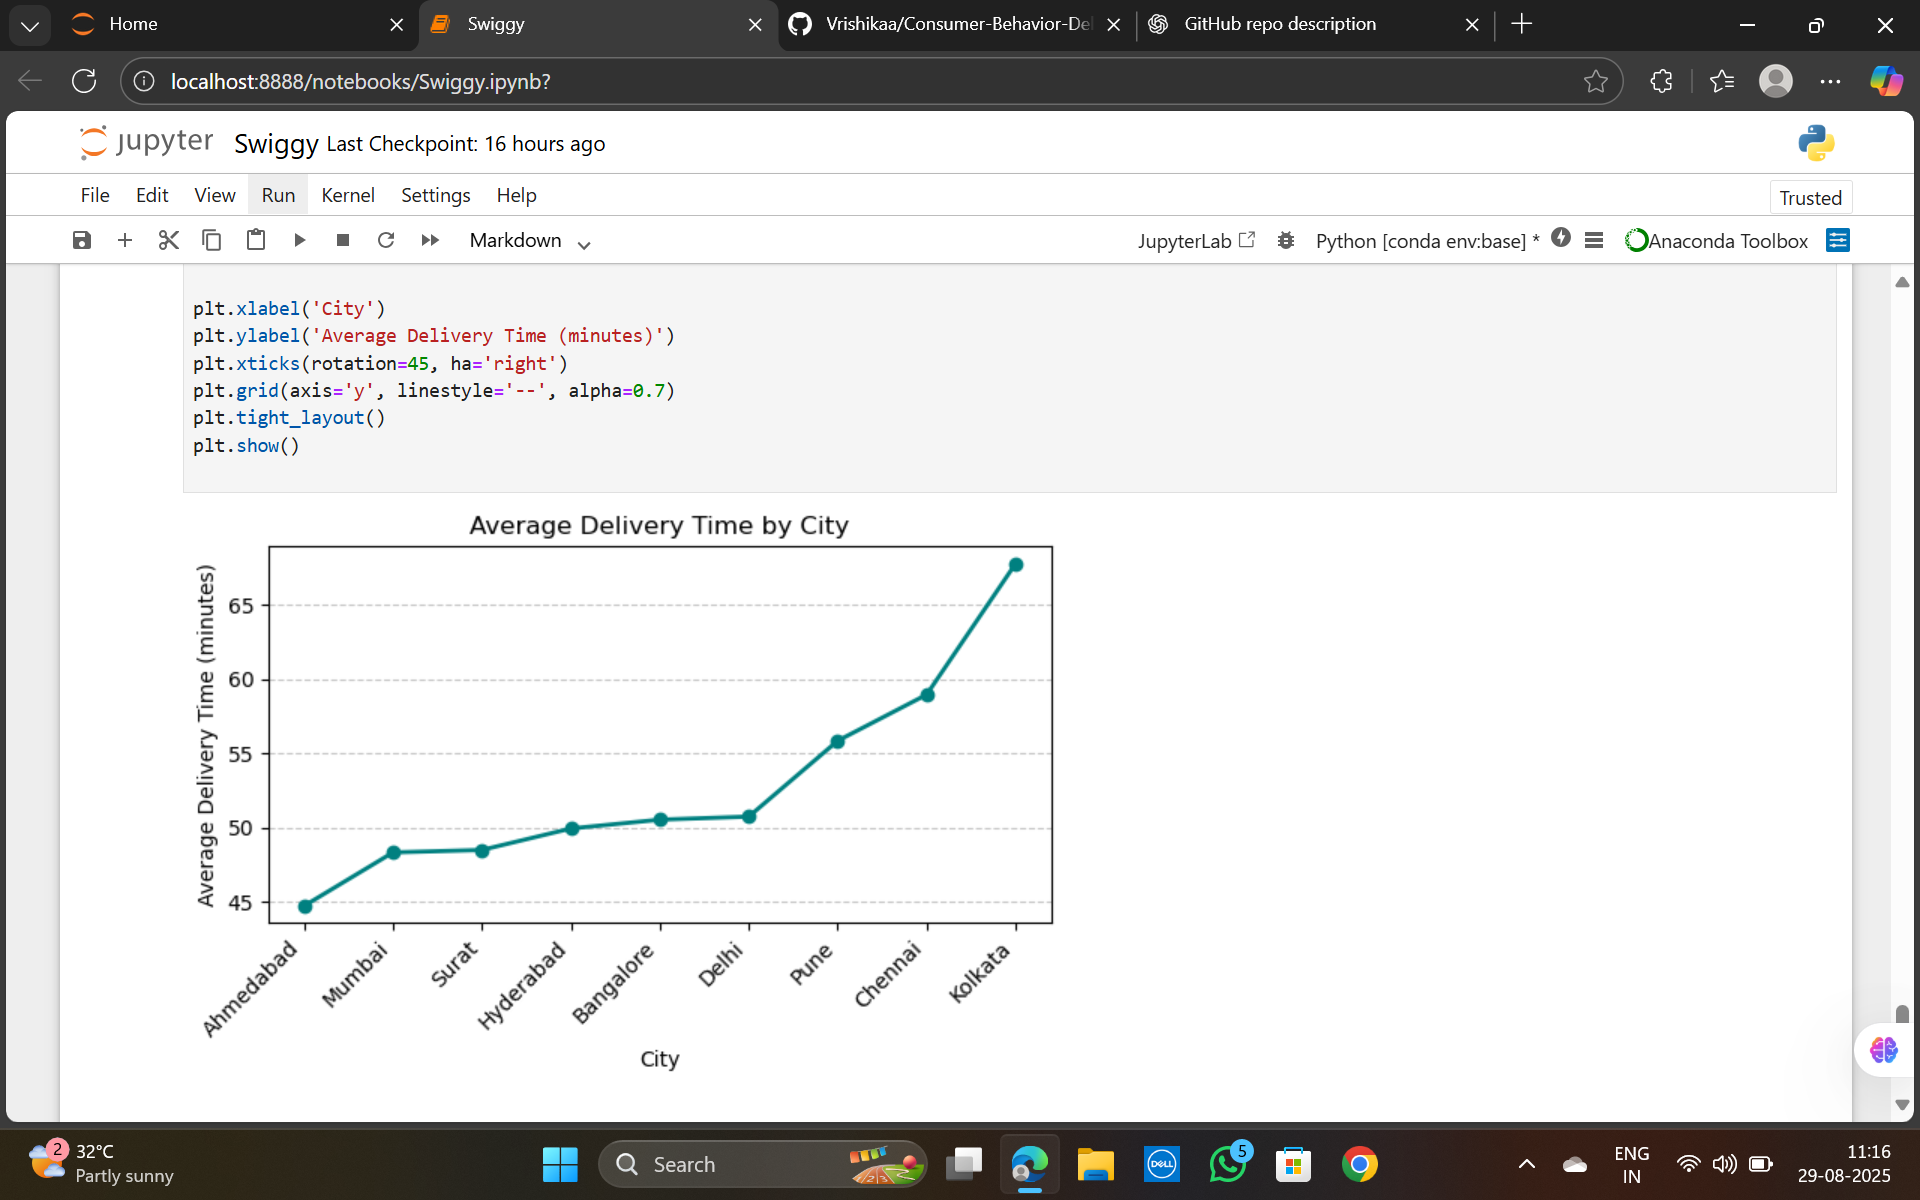 Home
Swiggy
Vrishikaa/Consumer-Behavior-De
GitHub repo description
localhost:8888/notebooks/Swiggy.ipynb?
jupyter Swiggy Last Checkpoint: 16 hours ago
File Edit View Run Kernel Settings Help
Trusted
Markdown
JupyterLab
Python [conda env:base] *
Anaconda Toolbox
plt.xlabel('City')
plt.ylabel('Average Delivery Time (minutes)')
plt.xticks(rotation=45, ha='right')
plt.grid(axis='y', linestyle='--', alpha=0.7)
plt.tight_layout()
plt.show()
Average Delivery Time by City
Average Delivery Time (minutes)
65
60
55
50
45
Ahmedabad
Mumbai
Surat
Hyderabad
Bangalore
Delhi
Pune
Chennai
Kolkata
City
2
32°C
Partly sunny
Search
DELL
5
ENG
IN
11:16
29-08-2025